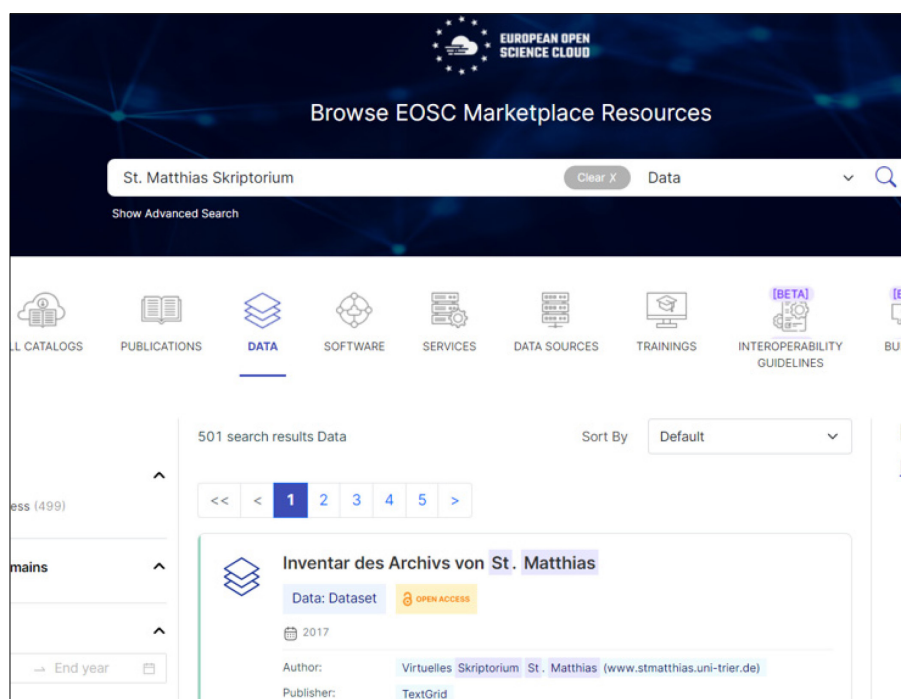 EUROPEAN OPEN
SCIENCE CLOUD
Browse EOSC Marketplace Resources
St. Matthias Skriptorium
Clear X
Data
Show Advanced Search
LL CATALOGS
PUBLICATIONS
DATA
SOFTWARE
SERVICES
DATA SOURCES
TRAININGS
[BETA]
INTEROPERABILITY
GUIDELINES
[B
BU
501 search results Data
Sort By
Default
ess (499)
<< < 1 2 3 4 5 >
mains
Inventar des Archivs von St. Matthias
Data: Dataset
OPEN ACCESS
2017
→ End year
Author: Virtuelles Skriptorium St. Matthias (www.stmatthias.uni-trier.de)
Publisher: TextGrid